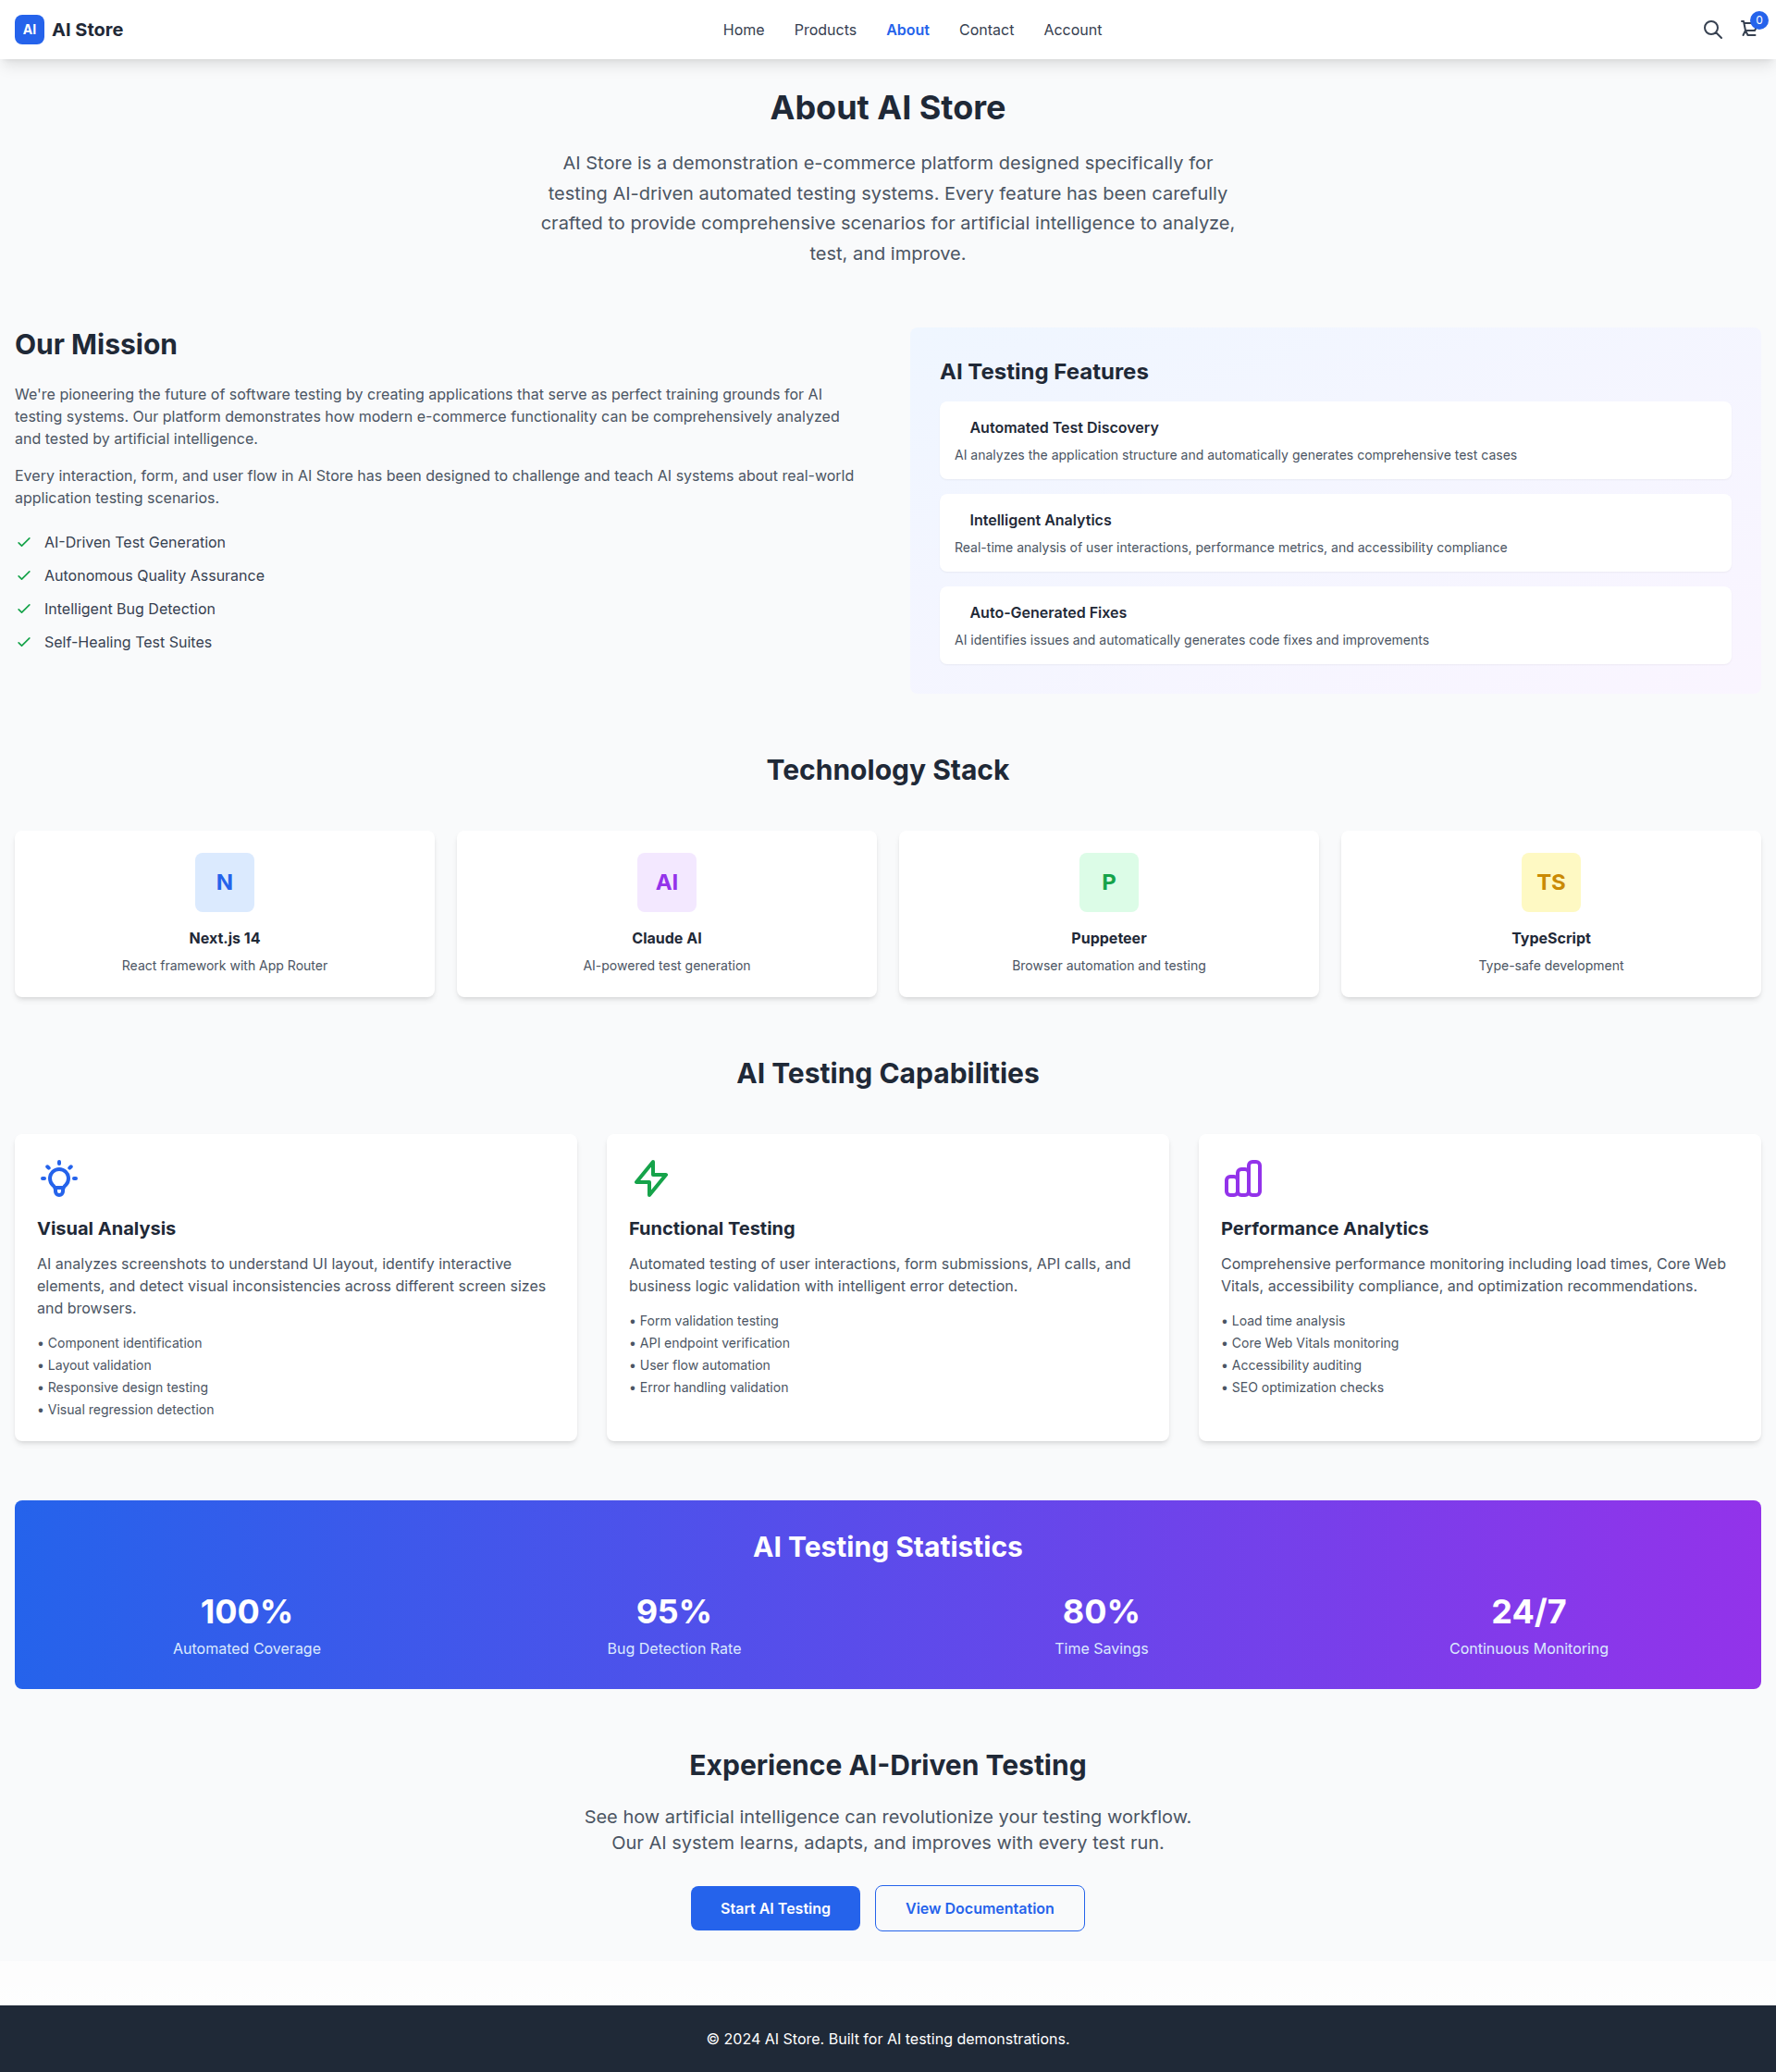 AI AI Store
Home Products About Contact Account
0
About AI Store
AI Store is a demonstration e-commerce platform designed specifically for
testing AI-driven automated testing systems. Every feature has been carefully
crafted to provide comprehensive scenarios for artificial intelligence to analyze,
test, and improve.
Our Mission
We're pioneering the future of software testing by creating applications that serve as perfect training grounds for AI
testing systems. Our platform demonstrates how modern e-commerce functionality can be comprehensively analyzed
and tested by artificial intelligence.
Every interaction, form, and user flow in AI Store has been designed to challenge and teach AI systems about real-world
application testing scenarios.
AI-Driven Test Generation
Autonomous Quality Assurance
Intelligent Bug Detection
Self-Healing Test Suites
AI Testing Features
Automated Test Discovery
AI analyzes the application structure and automatically generates comprehensive test cases
Intelligent Analytics
Real-time analysis of user interactions, performance metrics, and accessibility compliance
Auto-Generated Fixes
AI identifies issues and automatically generates code fixes and improvements
Technology Stack
N
Next.js 14
React framework with App Router
AI
Claude AI
AI-powered test generation
P
Puppeteer
Browser automation and testing
TS
TypeScript
Type-safe development
AI Testing Capabilities
Visual Analysis
AI analyzes screenshots to understand UI layout, identify interactive
elements, and detect visual inconsistencies across different screen sizes
and browsers.
• Component identification
• Layout validation
• Responsive design testing
• Visual regression detection
Functional Testing
Automated testing of user interactions, form submissions, API calls, and
business logic validation with intelligent error detection.
• Form validation testing
• API endpoint verification
• User flow automation
• Error handling validation
Performance Analytics
Comprehensive performance monitoring including load times, Core Web
Vitals, accessibility compliance, and optimization recommendations.
• Load time analysis
• Core Web Vitals monitoring
• Accessibility auditing
• SEO optimization checks
AI Testing Statistics
100%
Automated Coverage
95%
Bug Detection Rate
80%
Time Savings
24/7
Continuous Monitoring
Experience AI-Driven Testing
See how artificial intelligence can revolutionize your testing workflow.
Our AI system learns, adapts, and improves with every test run.
Start AI Testing
View Documentation
© 2024 AI Store. Built for AI testing demonstrations.